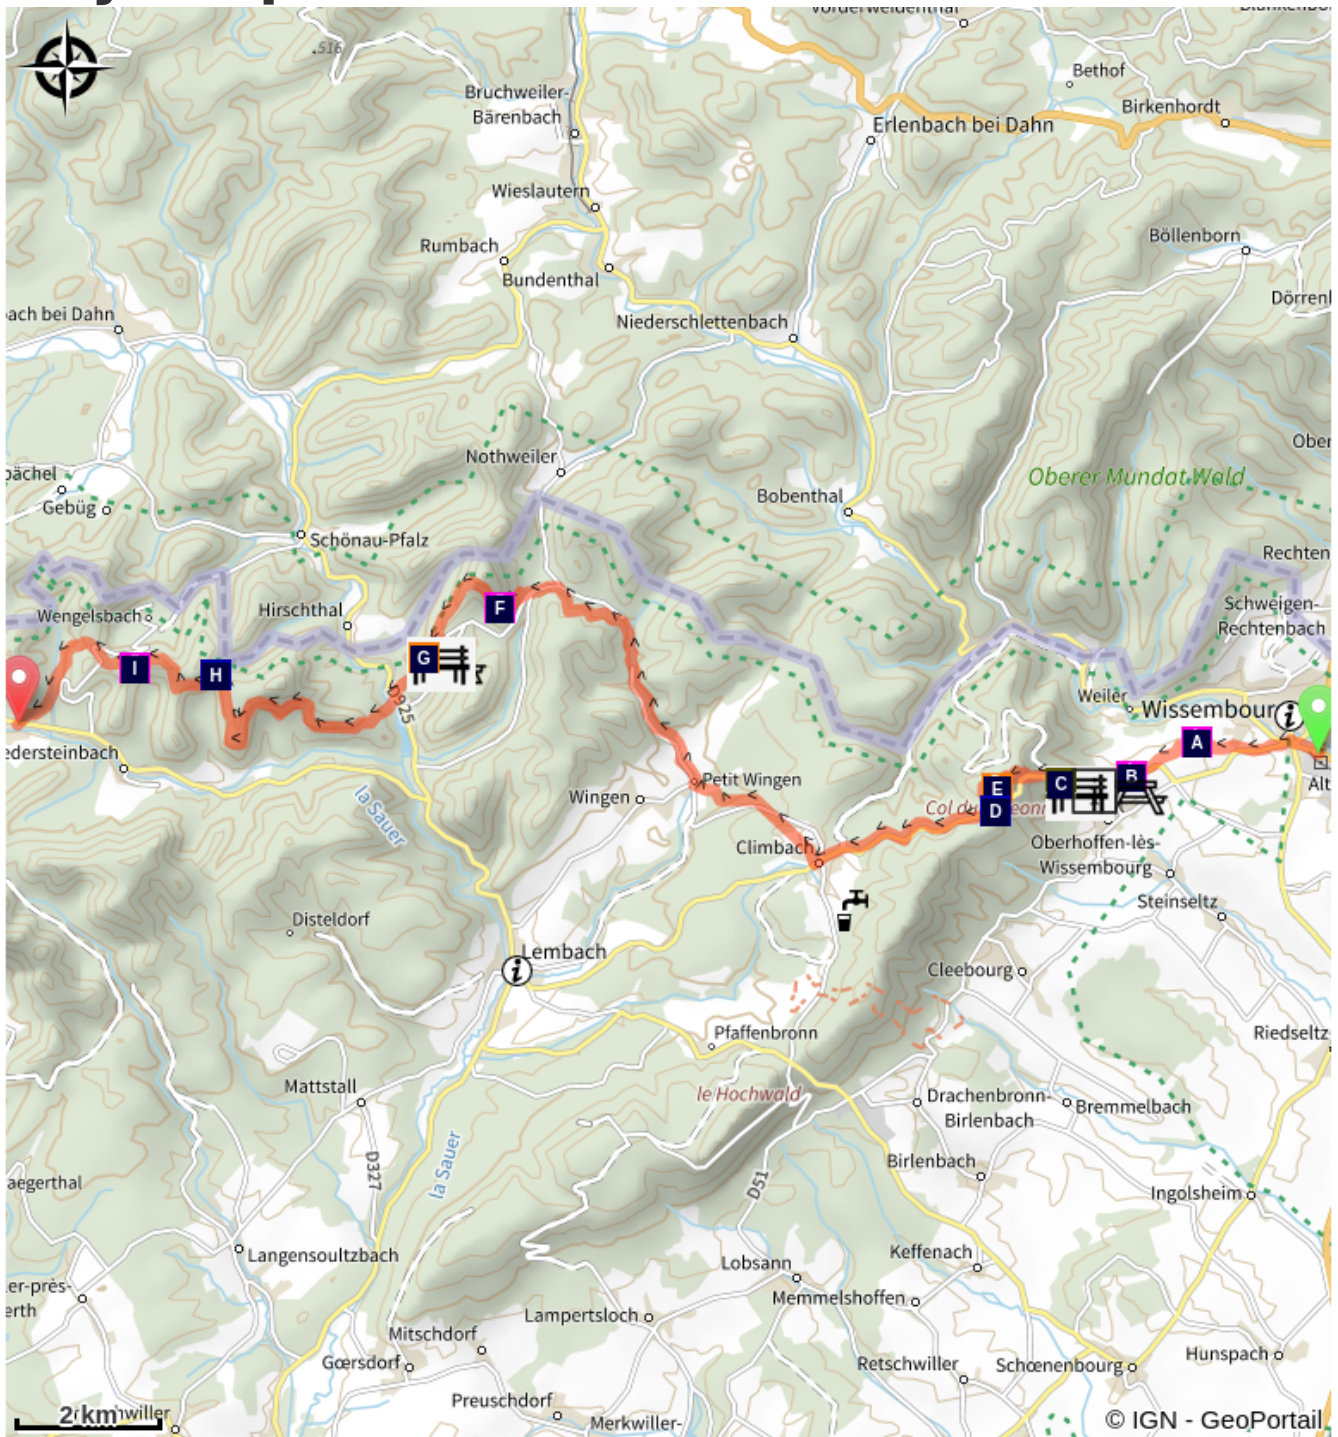 .516
Bethof
Bruchweiler-
Bärenbach
Birkenhordt
Erlenbach bei Dahn
Wieslautern
Rumbach
Böllenborn
Bundenthal
ach bei Dahn
Niederschlettenbach
Nothweiler
Oberer Mundat Wald
Bobenthal
Gebüg
Schönau-Pfalz
Rechten
Wengelsbach
Hirschthal
Schweigen-
Rechtenbach
F
G
I
H
Weiler
Wissembour
D925
A
edersteinbach
Petit Wingen
B
C
E
D
Alt
Wingen
la Sauer
Col du
Climbach
Oberhoffen-lès-
Wissembourg
Steinseltz
Disteldorf
Lembach
Cleebourg
Pfaffenbronn
Riedseltz
Mattstall
le Hochwald
Drachenbronn-
Birlenbach
Bremmelbach
D327
la Sauer
D51
Birlenbach
aegerthal
Ingolsheim
Langensoultzbach
Keffenach
Lobsann
er-près-
erth
Memmelshoffen
Lampertsloch
Mitschdorf
Gœrsdorf
Retschwiller
Schœnenbourg
Hunspach
Preuschdorf
2 km
Merkwiller-
© IGN - GeoPortail